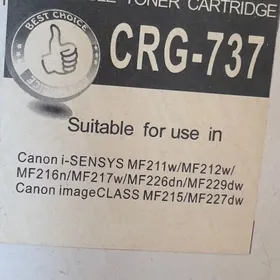 TONER CARTRIDGE
BEST CHOICE
CRG-737
Suitable for use in
Canon i-SENSYS MF211w/MF212w/
MF216n/MF217w/MF226dn/MF229dw
Canon imageCLASS MF215/MF227dw